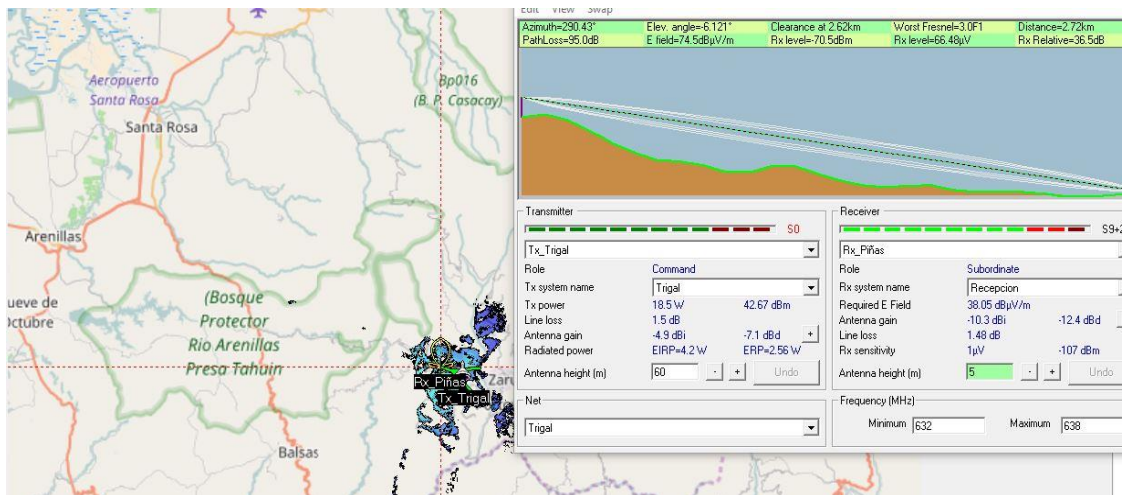 Edit View Swap
Azimuth=290.43° Elev. angle=-6.121° Clearance at 2.62km Worst Fresnel=3.0F1 Distance=2.72km
PathLoss=95.0dB E field=74.5dBµV/m Rx level=-70.5dBm Rx level=66.48µV Rx Relative=36.5dB
Transmitter
S0
Tx_Trigal
Role Command
Tx system name Trigal
Tx power 18.5 W 42.67 dBm
Line loss 1.5 dB
Antenna gain -4.9 dBi -7.1 dBd +
Radiated power EIRP=4.2 W ERP=2.56 W
Antenna height (m) 60 - + Undo
Net
Trigal
Receiver
S9+2
Rx_Piñas
Role Subordinate
Rx system name Recepcion
Required E Field 38.05 dBµV/m
Antenna gain -10.3 dBi -12.4 dBd +
Line loss 1.48 dB
Rx sensitivity 1µV -107 dBm
Antenna height (m) 5 - + Undo
Frequency (MHz)
Minimum 632 Maximum 638
Aeropuerto
Santa Rosa
Bp016
(B. P. Casacay)
Santa Rosa
Arenillas
ueve de
Octubre
(Bosque
Protector
Rio Arenillas
Presa Tahuin)
Rx_Piñas
Zaru
Tx_Trigal
Balsas